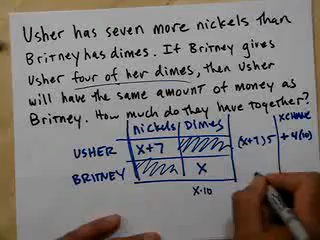 Usher has seven more nickels than
Britney has dimes. If Britney gives
Usher four of her dimes, then Usher
will have the same amount of money as
Britney. How much do they have together?
nickels Dimes XCHANGE
USHER x+7 (x+7)5 +4(10)
BRITNEY x
x·10